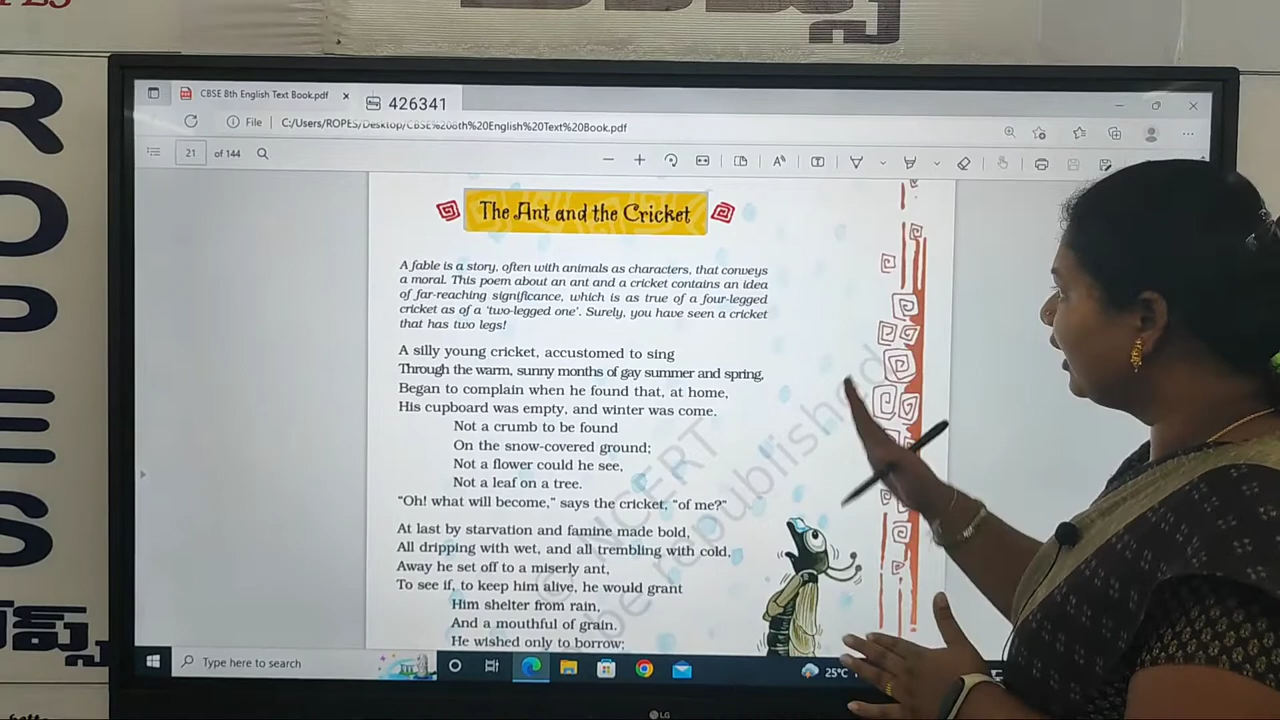 ROPES
CBSE 8th English Text Book.pdf
426341
File
C:/Users/ROPES/Desktop/CBSE%208th%20English%20Text%20Book.pdf
21 of 144
The Ant and the Cricket
A fable is a story, often with animals as characters, that conveys
a moral. This poem about an ant and a cricket contains an idea
of far-reaching significance, which is as true of a four-legged
cricket as of a ‘two-legged one’. Surely, you have seen a cricket
that has two legs!
A silly young cricket, accustomed to sing
Through the warm, sunny months of gay summer and spring,
Began to complain when he found that, at home,
His cupboard was empty, and winter was come.
Not a crumb to be found
On the snow-covered ground;
Not a flower could he see,
Not a leaf on a tree.
“Oh! what will become,” says the cricket, “of me?”
At last by starvation and famine made bold,
All dripping with wet, and all trembling with cold,
Away he set off to a miserly ant,
To see if, to keep him alive, he would grant
Him shelter from rain,
And a mouthful of grain.
He wished only to borrow;
© NCERT
be republished
Type here to search
25°C
LG